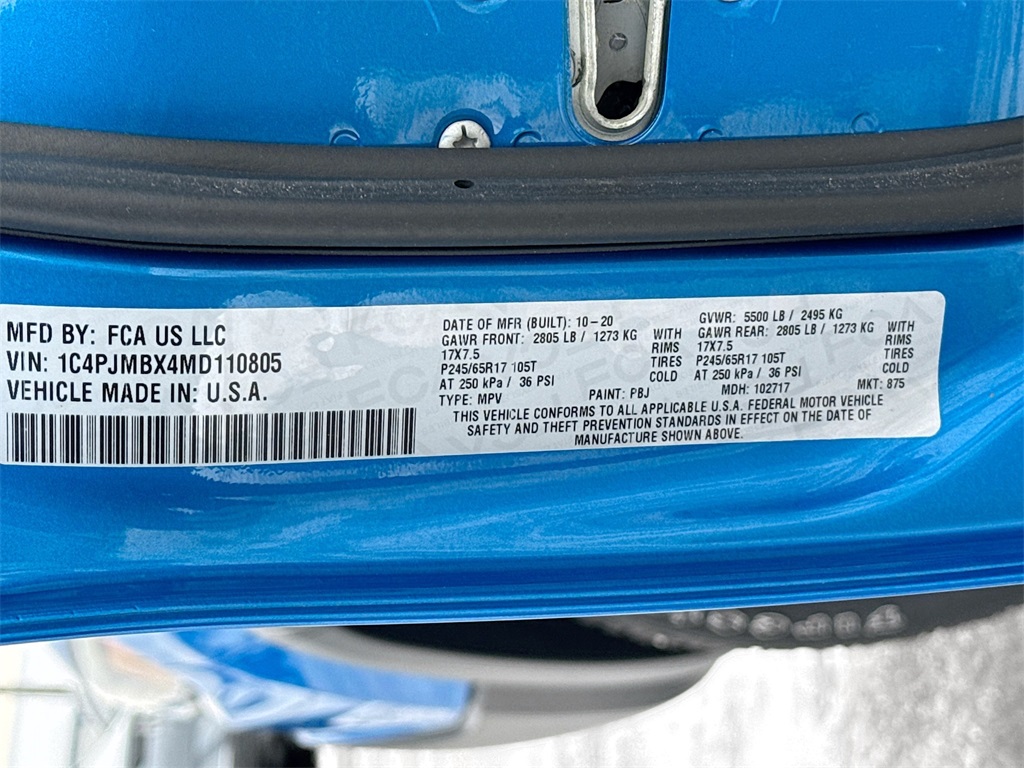 MFD BY: FCA US LLC
VIN: 1C4PJMBX4MD110805
VEHICLE MADE IN: U.S.A.
DATE OF MFR (BUILT): 10-20
GAWR FRONT: 2805 LB / 1273 KG WITH
17X7.5 RIMS
P245/65R17 105T TIRES
AT 250 kPa / 36 PSI COLD
TYPE: MPV PAINT: PBJ
GVWR: 5500 LB / 2495 KG
GAWR REAR: 2805 LB / 1273 KG WITH
17X7.5 RIMS
P245/65R17 105T TIRES
AT 250 kPa / 36 PSI COLD
MDH: 102717 MKT: 875
THIS VEHICLE CONFORMS TO ALL APPLICABLE U.S.A. FEDERAL MOTOR VEHICLE
SAFETY AND THEFT PREVENTION STANDARDS IN EFFECT ON THE DATE OF
MANUFACTURE SHOWN ABOVE.